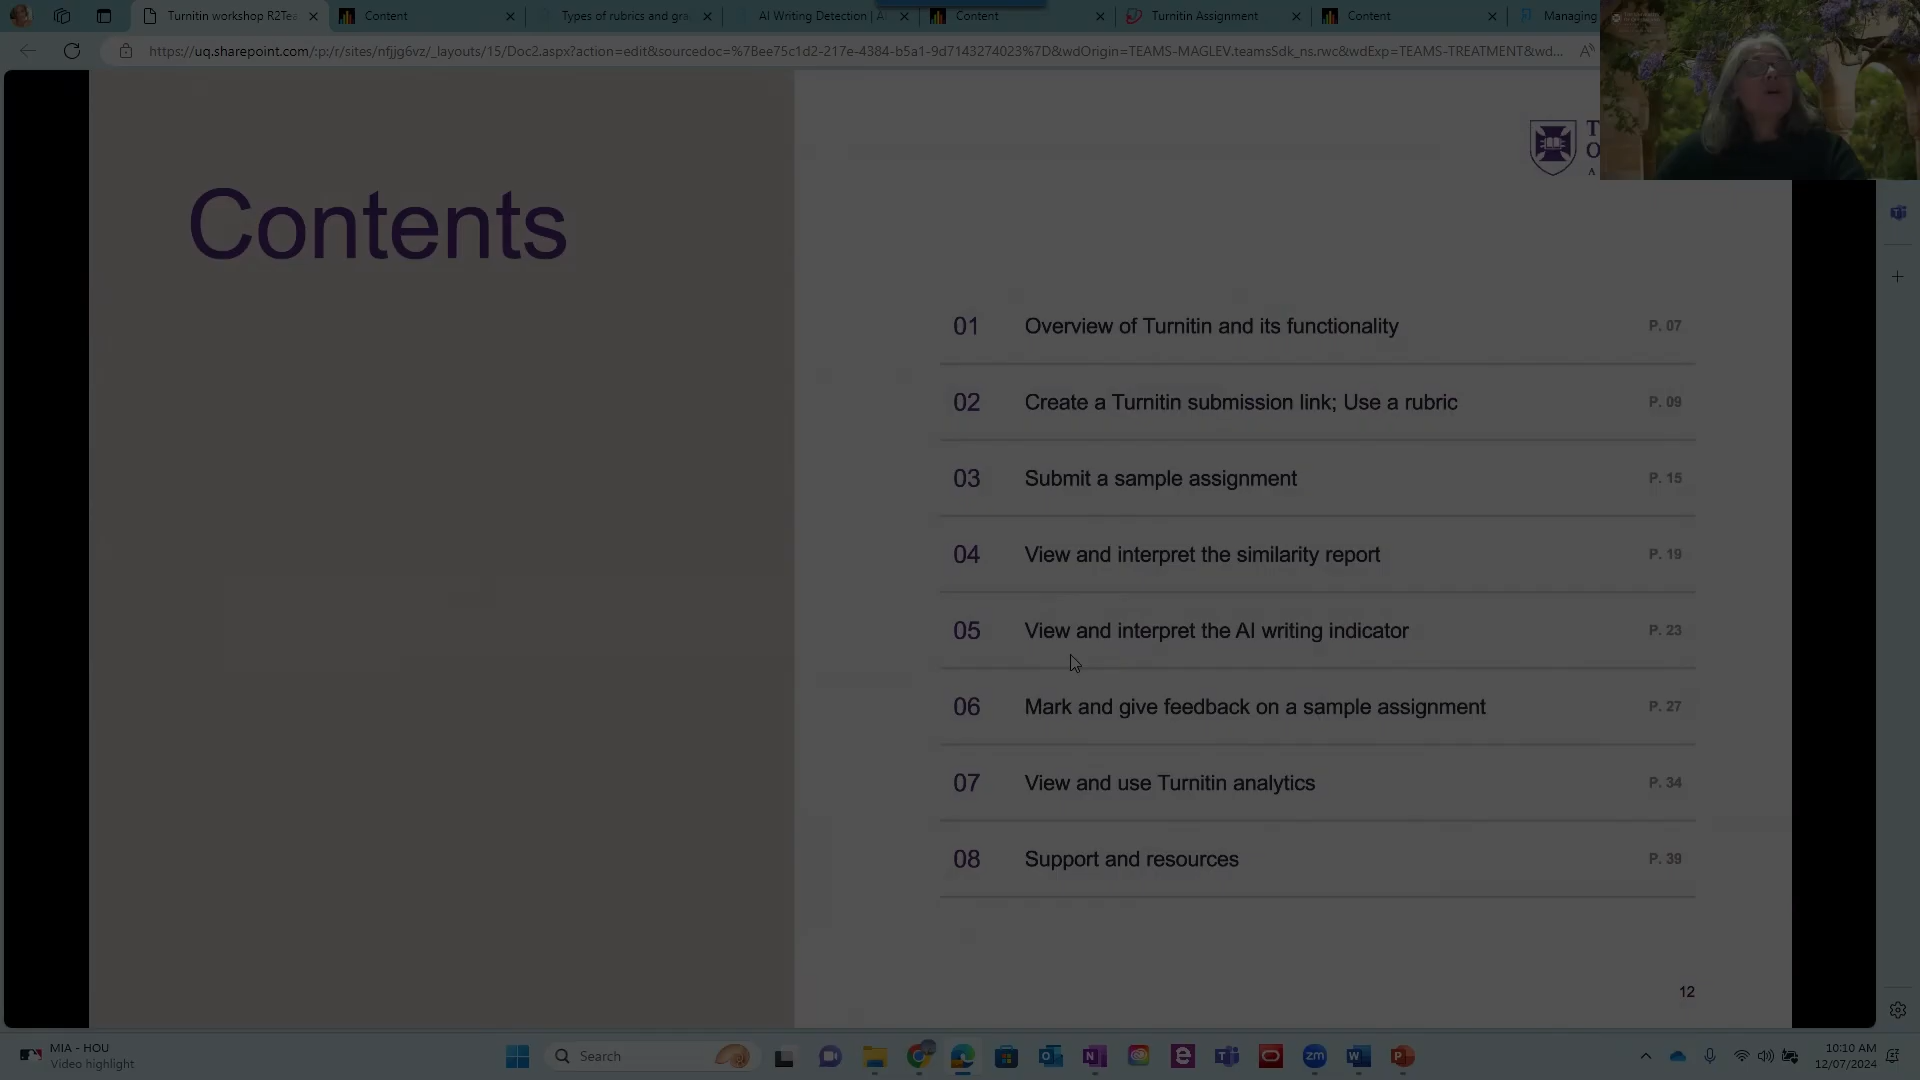 Turnitin workshop R2Tea
Content
Types of rubrics and gra
AI Writing Detection | A
Content
Turnitin Assignment
Content
Managing
https://uq.sharepoint.com/:p:/r/sites/nfjjg6vz/_layouts/15/Doc2.aspx?action=edit&sourcedoc=%7Bee75c1d2-217e-4384-b5a1-9d7143274023%7D&wdOrigin=TEAMS-MAGLEV.teamsSdk_ns.rwc&wdExp=TEAMS-TREATMENT&wd...
Contents
01 Overview of Turnitin and its functionality P. 07
02 Create a Turnitin submission link; Use a rubric P. 09
03 Submit a sample assignment P. 15
04 View and interpret the similarity report P. 19
05 View and interpret the AI writing indicator P. 23
06 Mark and give feedback on a sample assignment P. 27
07 View and use Turnitin analytics P. 34
08 Support and resources P. 39
12
MIA - HOU
Video highlight
Search
10:10 AM
12/07/2024